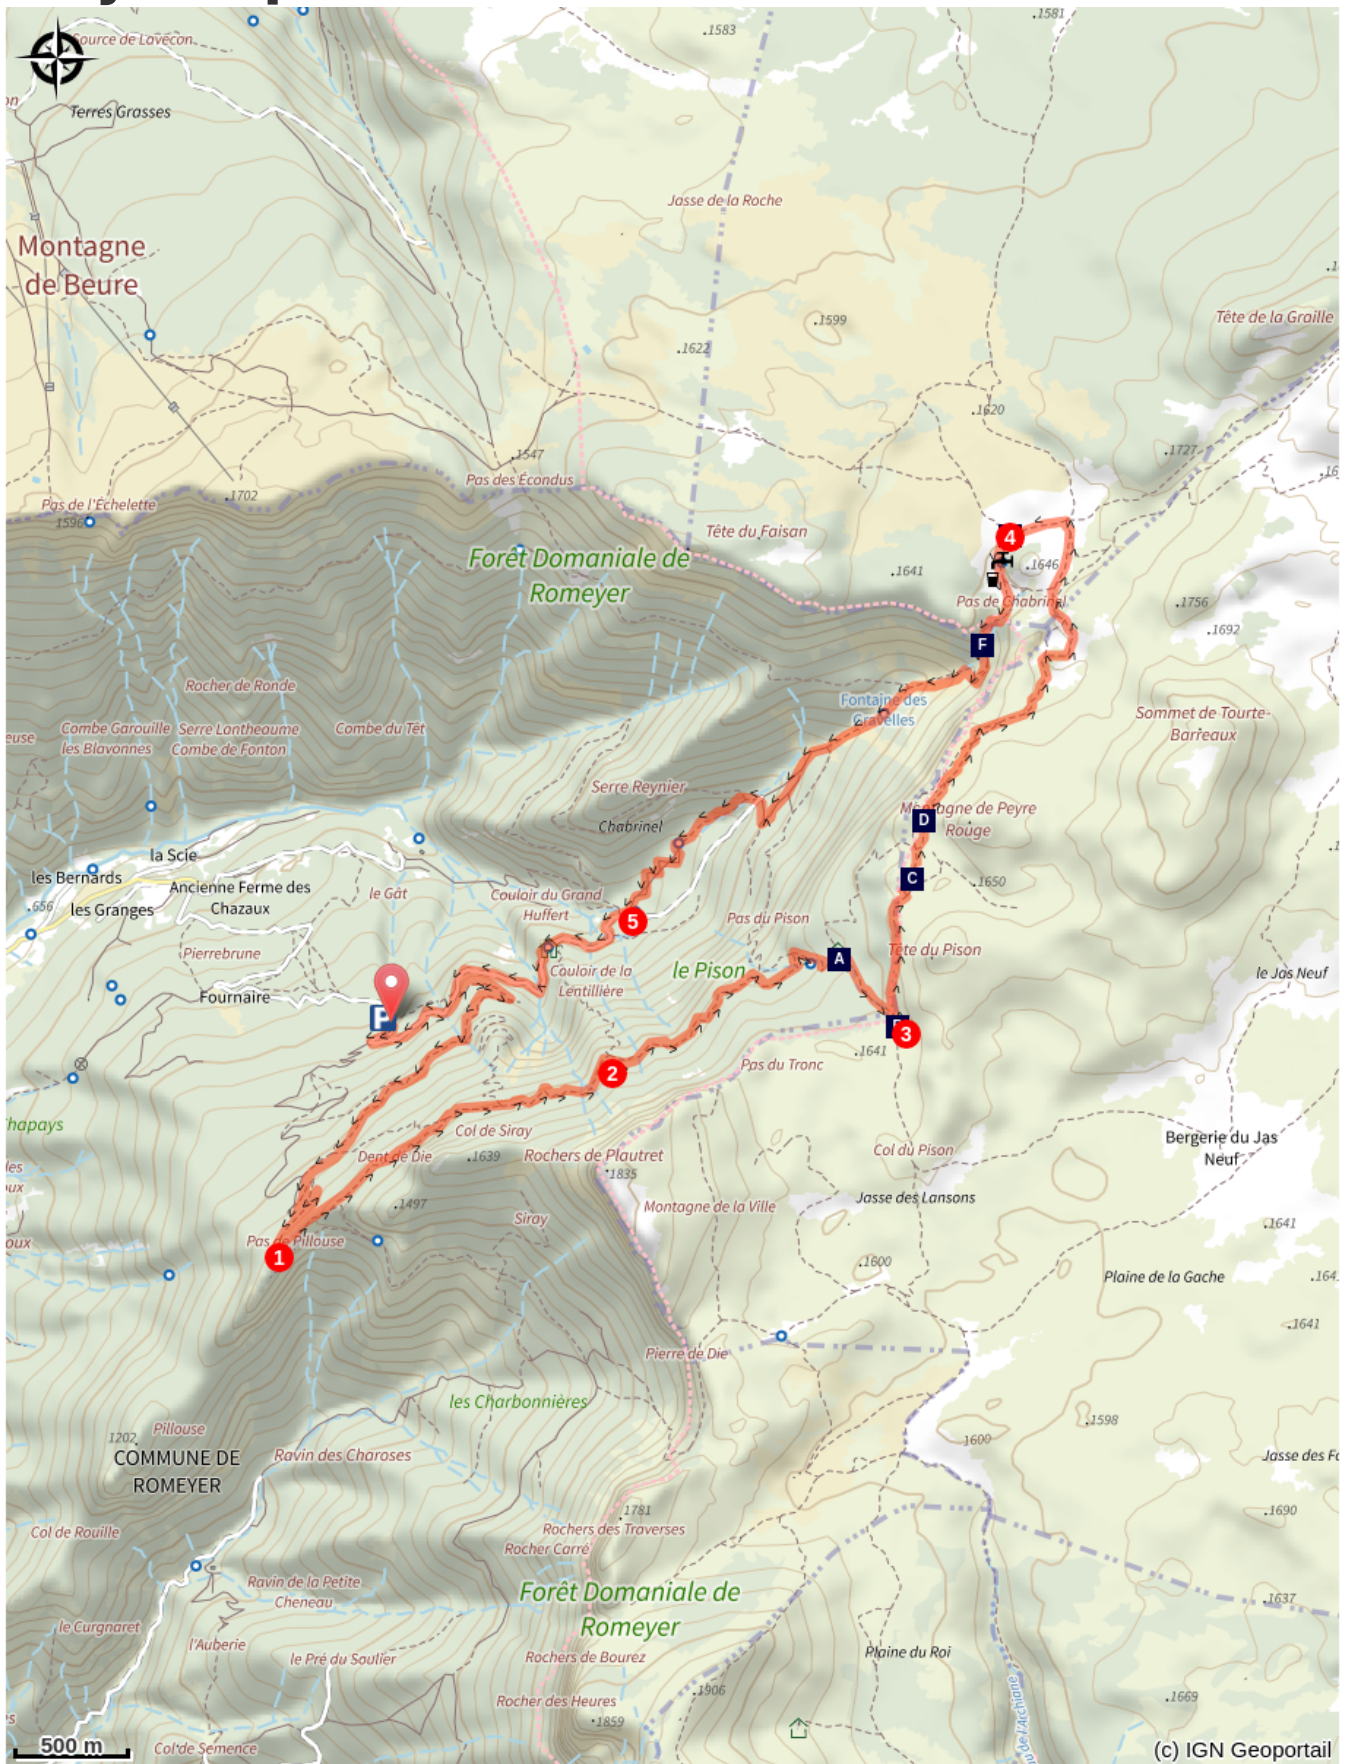 Source de Lavecon
.1583
.1581
Terres Grasses
Jasse de la Roche
Montagne
de Beure
.1599
Tête de la Graille
.1622
.1620
.1547
.1727
Pas des Écondus
.1702
Pas de l'Échelette
1596
Tête du Faisan
4
Forêt Domaniale de
Romeyer
.1646
.1641
Pas de Chabrinel
.1756
.1692
F
Rocher de Ronde
Fontaine des
Gravelles
Combe Garouille
les Blavonnes
Serre Lantheaume
Combe de Fonton
Combe du Têt
Sommet de Tourte-
Barreaux
Serre Reynier
Montagne de Peyre
Rouge
D
Chabrinel
la Scie
les Bernards
C
.1650
Ancienne Ferme des
Chazaux
le Gât
Couloir du Grand
Huffert
.656
les Granges
5
Pas du Pison
Pierrebrune
Tête du Pison
A
le Pison
Couloir de la
Lentillière
le Jas Neuf
Fournaire
P
3
.1641
Pas du Tronc
2
Col de Siray
Bergerie du Jas
Neuf
Dent de Die
.1639
Rochers de Plautret
Col du Pison
.1835
.1497
Montagne de la Ville
Jasse des Lansons
Siray
Pas de Pillouse
1
.1641
.1600
Plaine de la Gache
.1641
Pierre de Die
les Charbonnières
.1598
Pillouse
1202
1600
COMMUNE DE
ROMEYER
Ravin des Charoses
.1781
.1690
Col de Rouille
Rochers des Traverses
Rocher Carré
Ravin de la Petite
Cheneau
Forêt Domaniale de
Romeyer
.1637
le Curgnaret
l'Auberie
le Pré du Soulier
Rochers de Bourez
Plaine du Roi
.1906
Rocher des Heures
.1859
.1669
500 m
Col de Semence
(c) IGN Geoportail